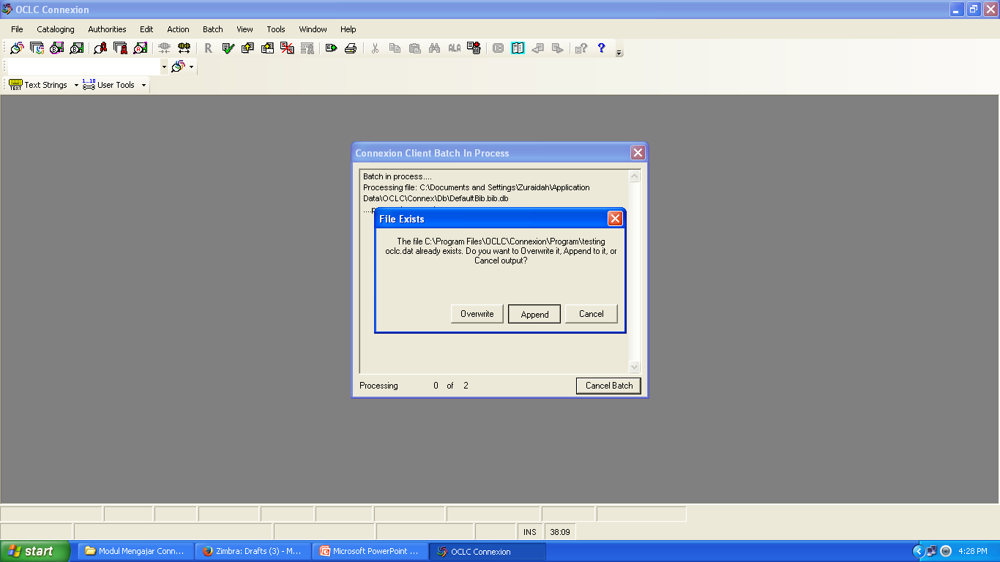 OCLC Connexion
File Cataloging Authorities Edit Action Batch View Tools Window Help
R ALA ?
Text Strings 1...10 User Tools
TEXT
Connexion Client Batch In Process
Batch in process....
Processing file: C:\Documents and Settings\Zuraidah\Application
Data\OCLC\Connex\Db\DefaultBib.bib.db
File Exists
The file C:\Program Files\OCLC\Connexion\Program\testing
oclc.dat already exists. Do you want to Overwrite it, Append to it, or
Cancel output?
Overwrite Append Cancel
Processing 0 of 2 Cancel Batch
INS 38:09
start Modul Mengajar Conn... Zimbra: Drafts (3) - M... Microsoft PowerPoint ... OCLC Connexion 4:28 PM